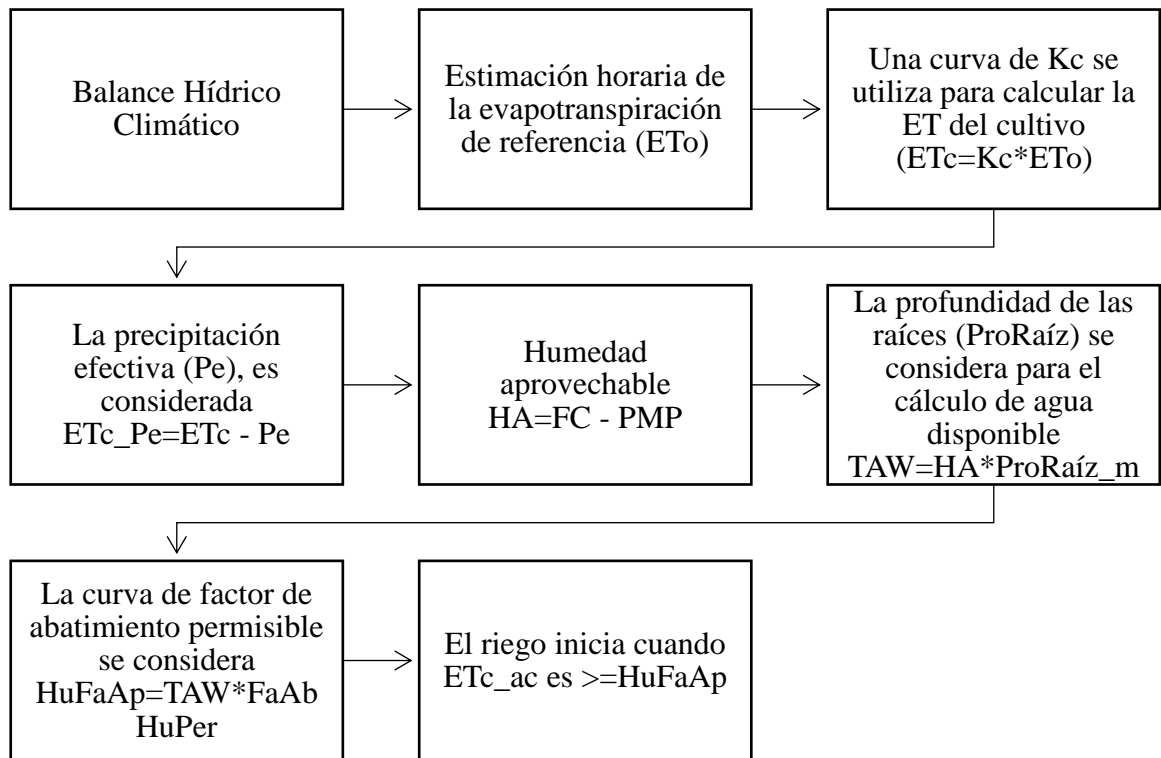 Balance Hídrico
Climático
Estimación horaria de
la evapotranspiración
de referencia (ETo)
Una curva de Kc se
utiliza para calcular la
ET del cultivo
(ETc=Kc*ETo)
La precipitación
efectiva (Pe), es
considerada
ETc_Pe=ETc - Pe
Humedad
aprovechable
HA=FC - PMP
La profundidad de las
raíces (ProRaíz) se
considera para el
cálculo de agua
disponible
TAW=HA*ProRaíz_m
La curva de factor de
abatimiento permisible
se considera
HuFaAp=TAW*FaAb
HuPer
El riego inicia cuando
ETc_ac es >=HuFaAp